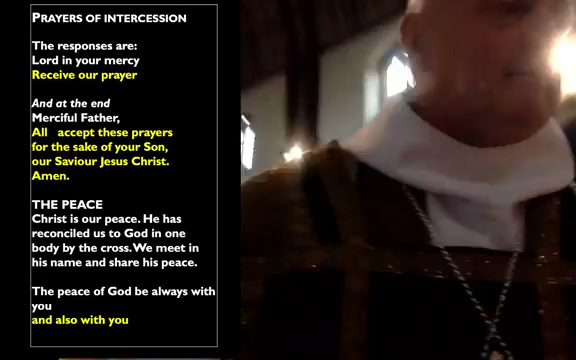 PRAYERS OF INTERCESSION
The responses are:
Lord in your mercy
Receive our prayer
And at the end
Merciful Father,
All accept these prayers
for the sake of your Son,
our Saviour Jesus Christ.
Amen.
THE PEACE
Christ is our peace. He has
reconciled us to God in one
body by the cross. We meet in
his name and share his peace.
The peace of God be always with
you
and also with you